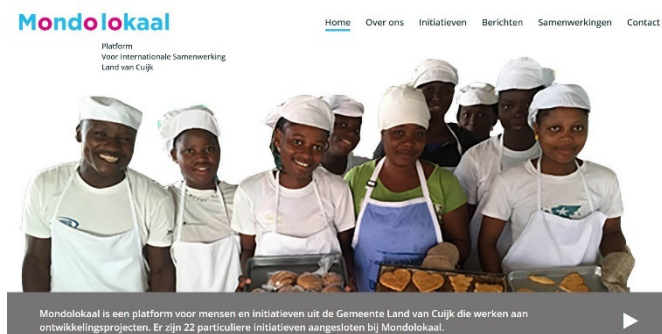 Mondolokaal
Home Over ons Initiatieven Berichten Samenwerkingen Contact
Platform
Voor Internationale Samenwerking
Land van Cuijk
Mondolokaal is een platform voor mensen en initiatieven uit de Gemeente Land van Cuijk die werken aan
ontwikkelingsprojecten. Er zijn 22 particuliere initiatieven aangesloten bij Mondolokaal.